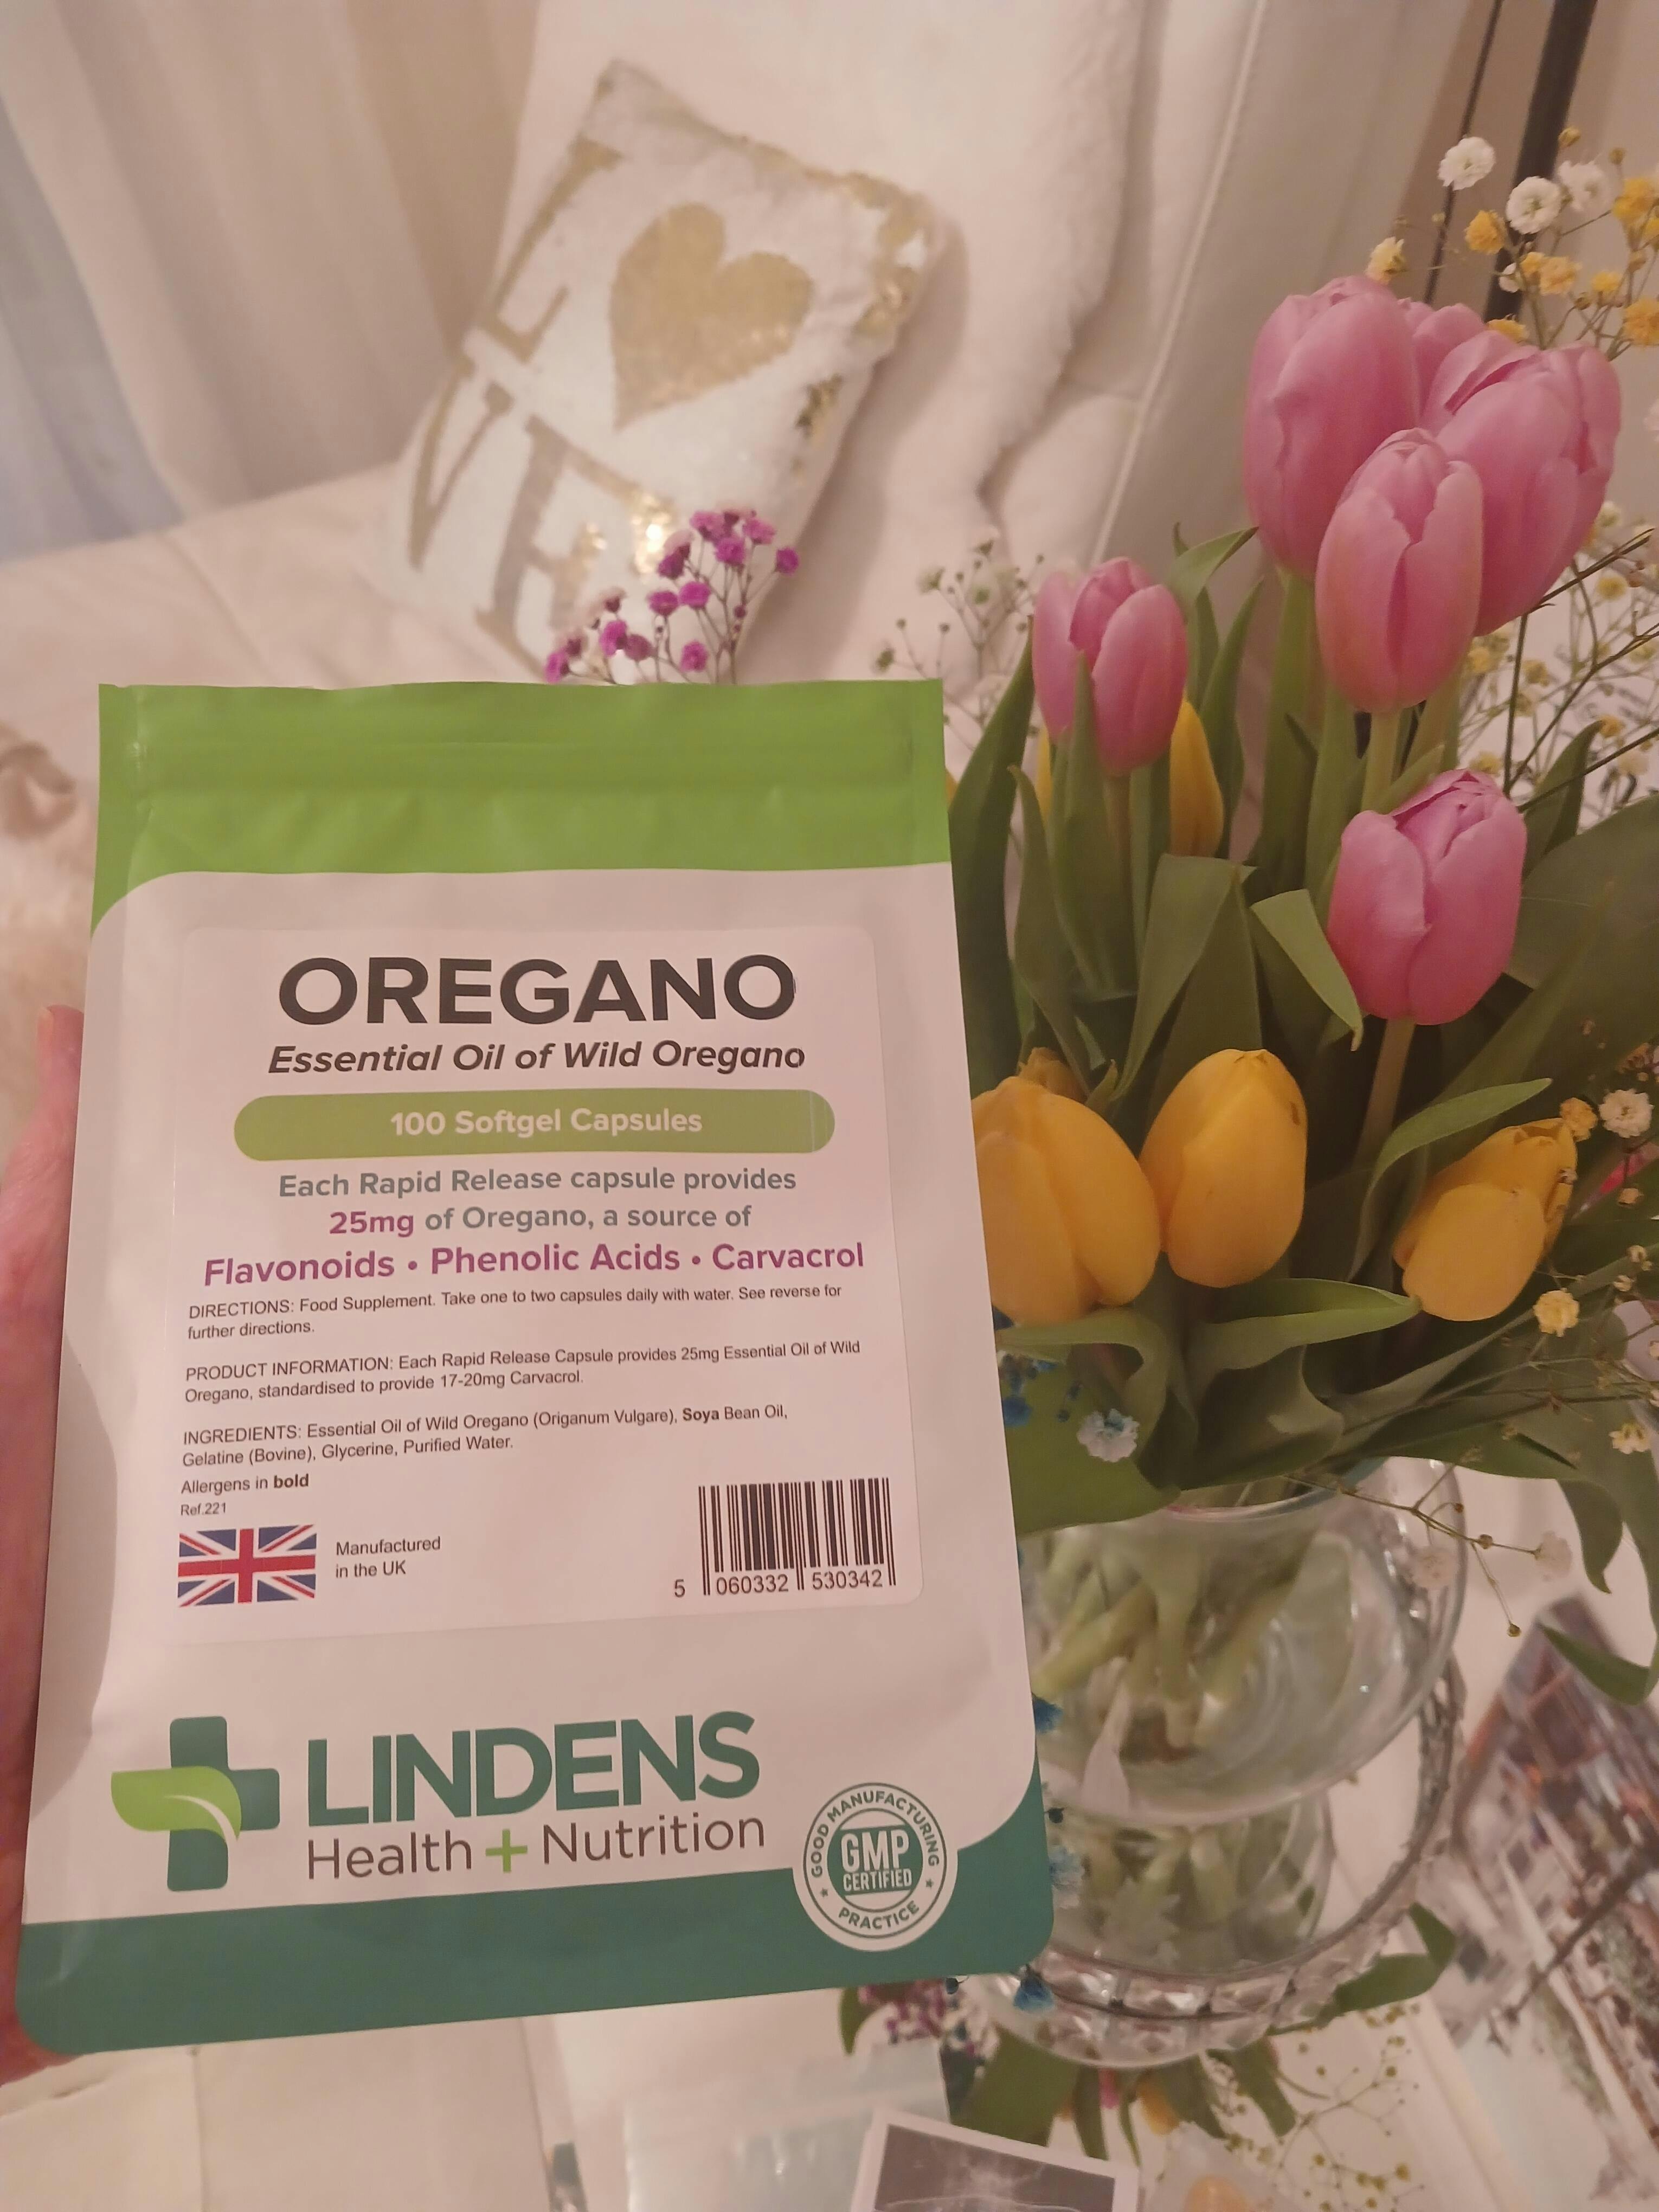 LOVE
OREGANO
Essential Oil of Wild Oregano
100 Softgel Capsules
Each Rapid Release capsule provides
25mg of Oregano, a source of
Flavonoids • Phenolic Acids • Carvacrol
DIRECTIONS: Food Supplement. Take one to two capsules daily with water. See reverse for
further directions.
PRODUCT INFORMATION: Each Rapid Release Capsule provides 25mg Essential Oil of Wild
Oregano, standardised to provide 17-20mg Carvacrol.
INGREDIENTS: Essential Oil of Wild Oregano (Origanum Vulgare), Soya Bean Oil,
Gelatine (Bovine), Glycerine, Purified Water.
Allergens in bold
Ref.221
Manufactured
in the UK
5 060332 530342
LINDENS
Health + Nutrition
GOOD MANUFACTURING
GMP
CERTIFIED
PRACTICE